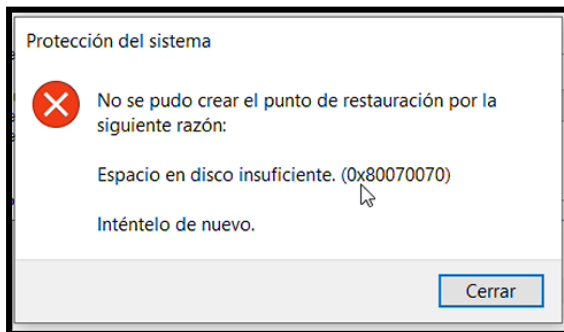 Protección del sistema
No se pudo crear el punto de restauración por la
siguiente razón:
Espacio en disco insuficiente. (0x80070070)
Inténtelo de nuevo.
Cerrar